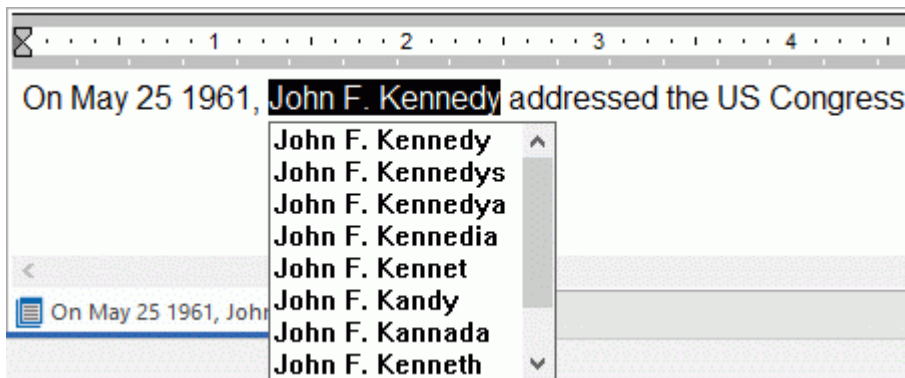 1 2 3 4
On May 25 1961, John F. Kennedy addressed the US Congress
John F. Kennedy
John F. Kennedys
John F. Kennedya
John F. Kennedia
John F. Kennet
On May 25 1961, Joh
John F. Kandy
John F. Kannada
John F. Kenneth